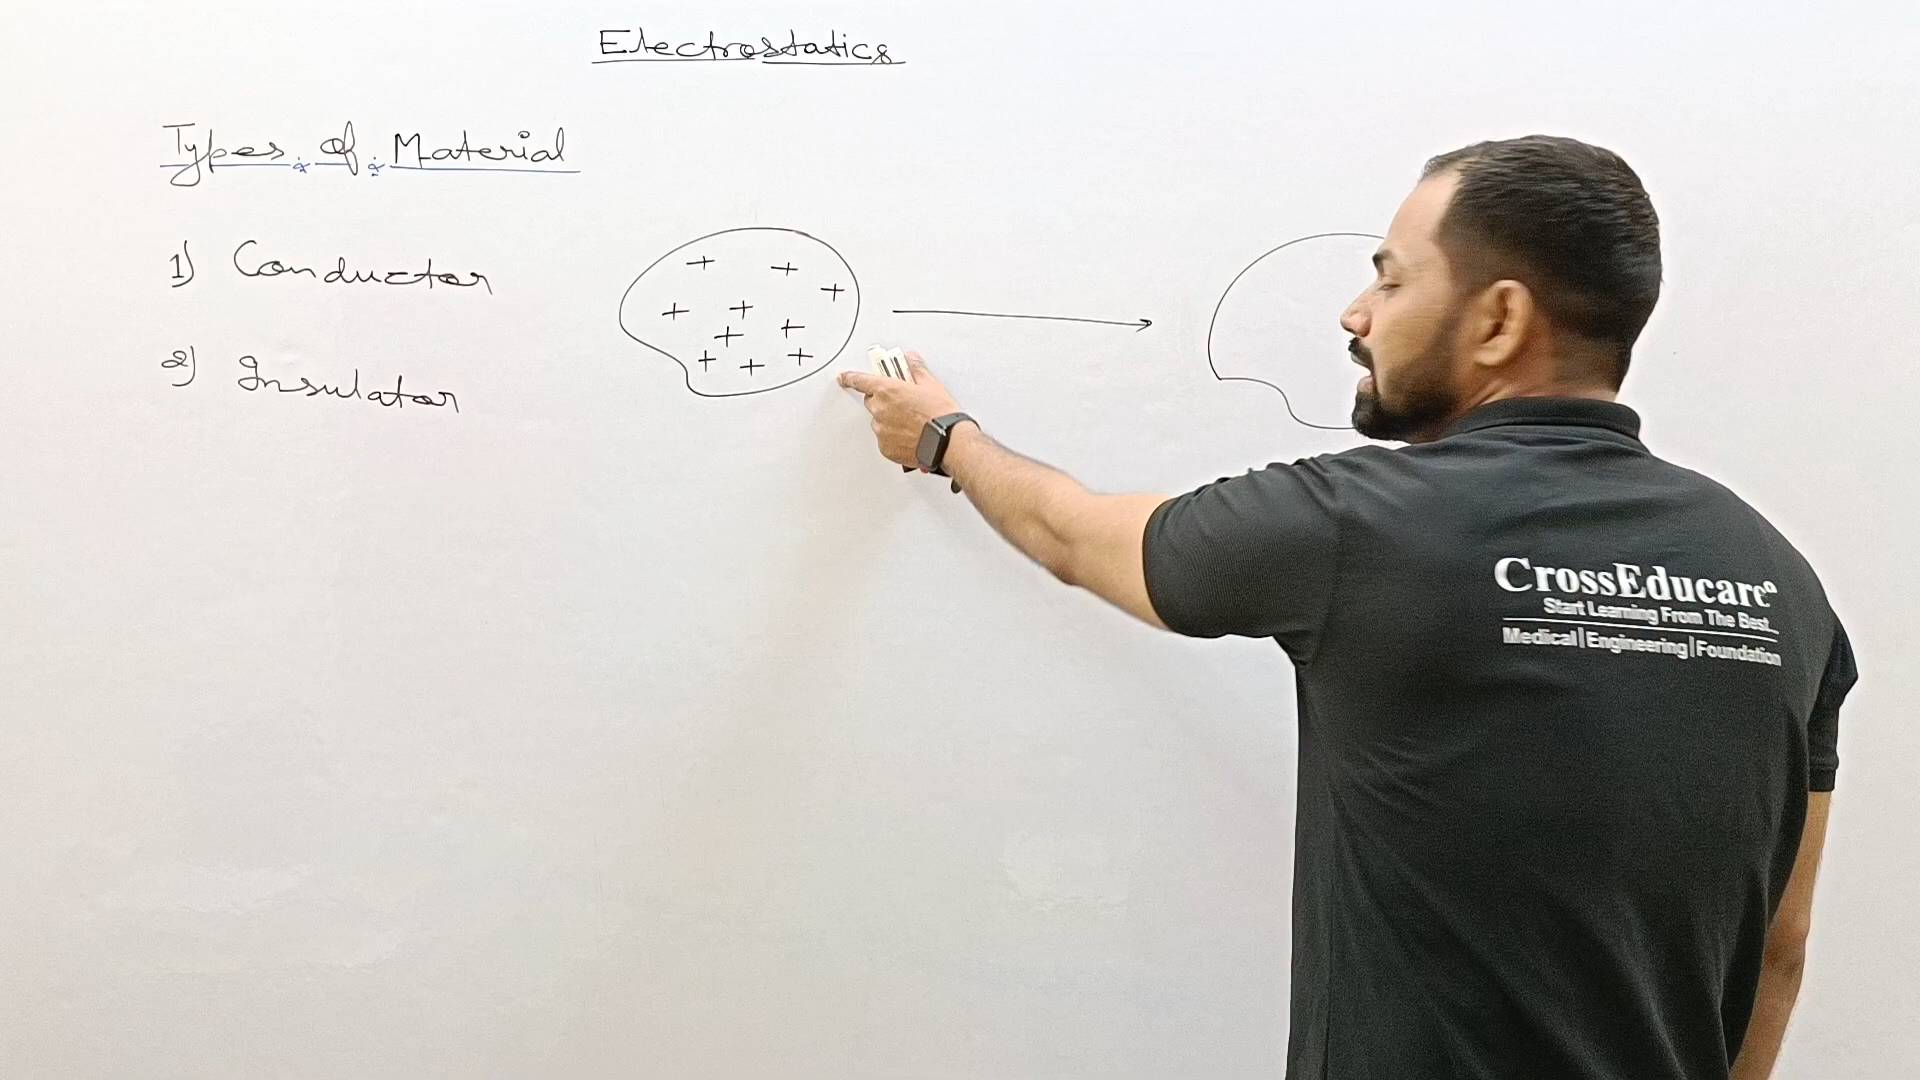 Electrostatics
Types of Material
1) Conductor
2) Insulator
+ +
+
+ +
+ +
+ + +
CrossEducare
Start Learning From The Best...
Medical|Engineering|Foundation